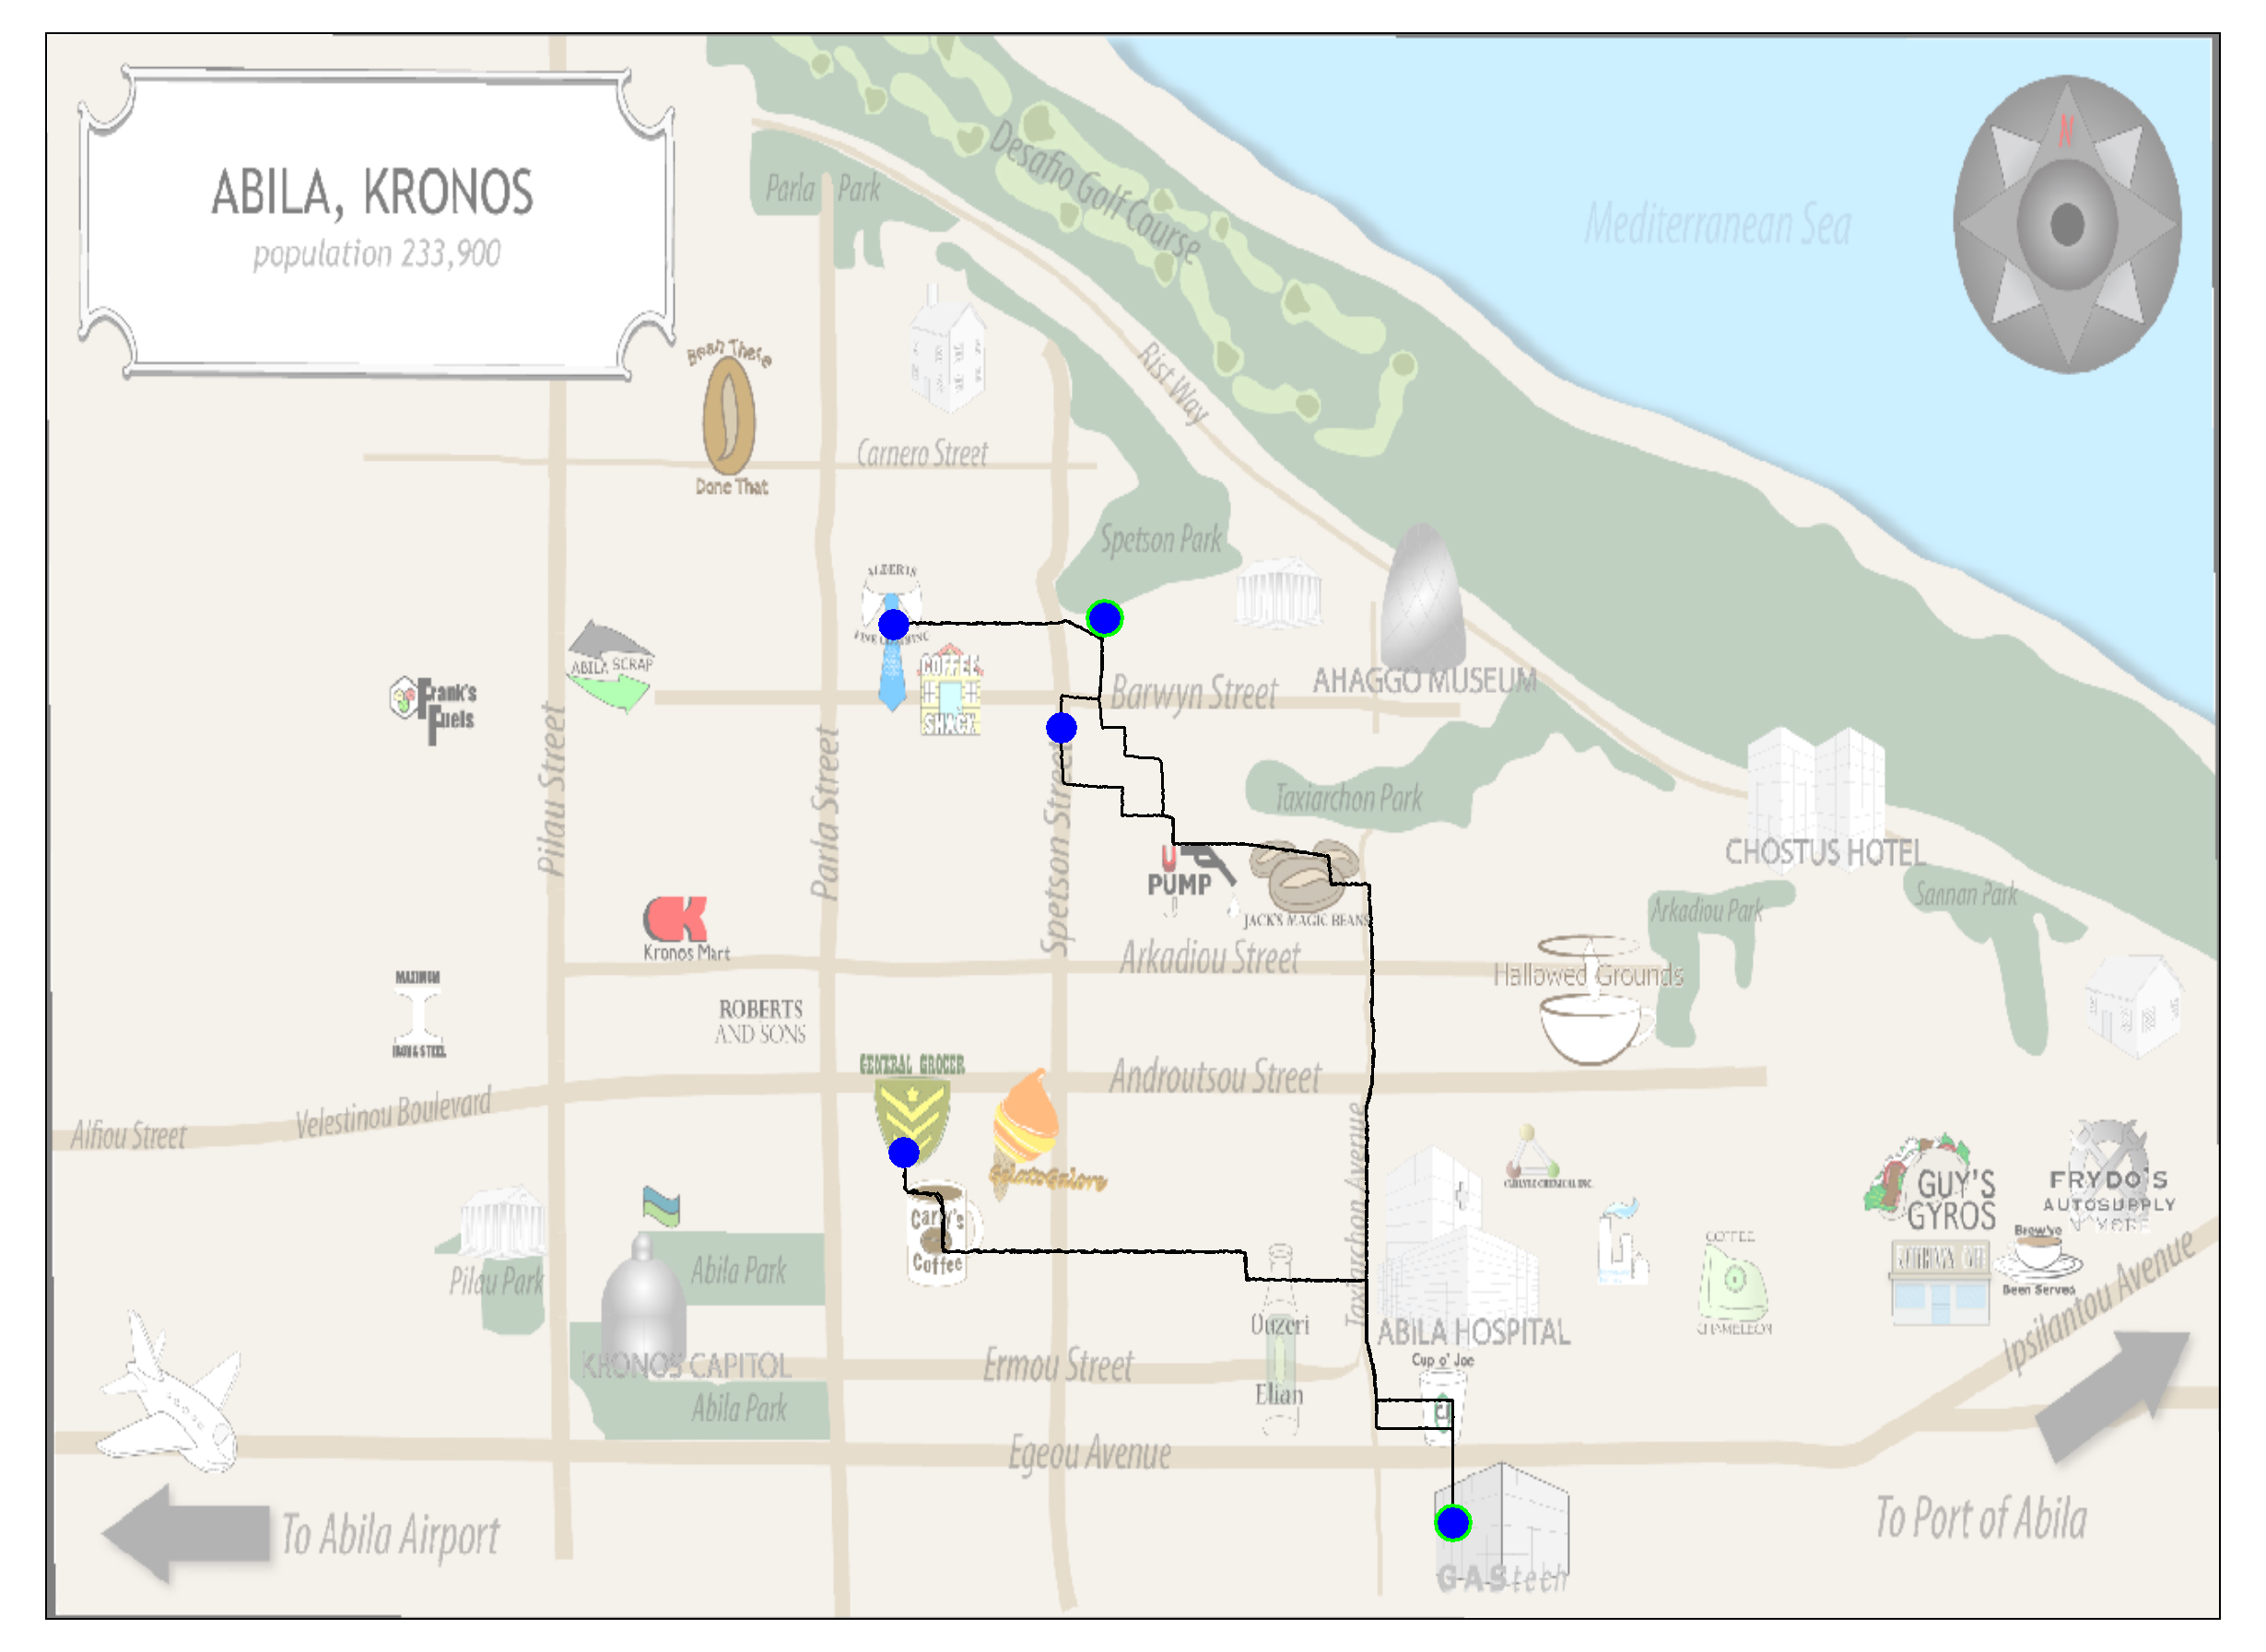 ABILA, KRONOS
population 233,900
N
Mediterranean Sea
Desafio Golf Course
Parla Park
Rist Way
Bean There
Done That
Carnero Street
Spetson Park
ALBERTS
FINE CLOTHING
ABILA SCRAP
COFFEE
SHACK
Frank's
Fuels
Barwyn Street
AHAGGO MUSEUM
Pilau Street
Parla Street
Spetson Street
Taxiarchon Park
CHOSTUS HOTEL
U
PUMP
JACK'S MAGIC BEANS
Arkadiou Park
Sannan Park
Kronos Mart
Arkadiou Street
Hallowed Grounds
MAXIMUM
IRON & STEEL
ROBERTS
AND SONS
GENERAL GROCER
Androutsou Street
Alfiou Street
Velestinou Boulevard
GelatoGalore
Taxiarchon Avenue
CARLYLE CHEMICAL INC.
GUY'S
GYROS
FRYDO'S
AUTOSUPPLY
& MORE
Carly's
Coffee
Brew've
Been Served
COFFEE
CHAMELEON
KATERINA'S CAFE
Pilau Park
Abila Park
Ouzeri
Elian
ABILA HOSPITAL
Ipsilantou Avenue
KRONOS CAPITOL
Ermou Street
Cup o' Joe
CJ
Abila Park
Egeou Avenue
To Abila Airport
To Port of Abila
GAStech